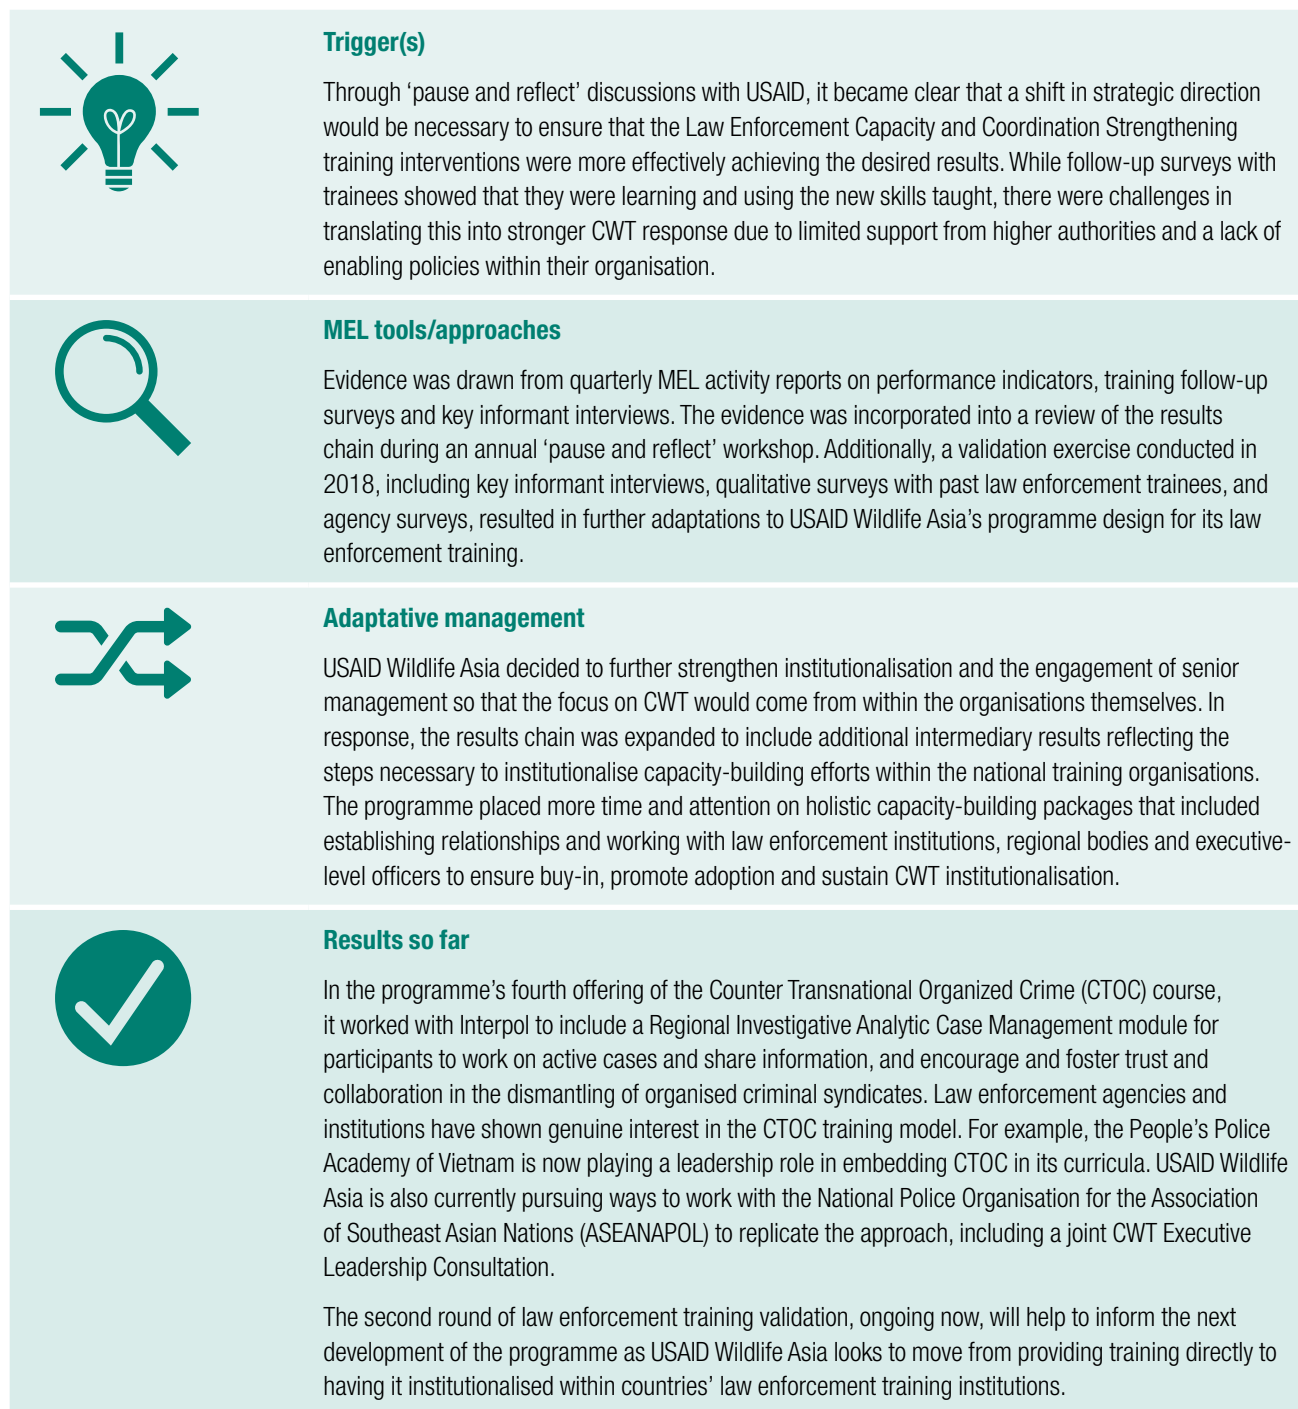 Trigger(s)
Through ‘pause and reflect’ discussions with USAID, it became clear that a shift in strategic direction
would be necessary to ensure that the Law Enforcement Capacity and Coordination Strengthening
training interventions were more effectively achieving the desired results. While follow-up surveys with
trainees showed that they were learning and using the new skills taught, there were challenges in
translating this into stronger CWT response due to limited support from higher authorities and a lack of
enabling policies within their organisation.
MEL tools/approaches
Evidence was drawn from quarterly MEL activity reports on performance indicators, training follow-up
surveys and key informant interviews. The evidence was incorporated into a review of the results
chain during an annual ‘pause and reflect’ workshop. Additionally, a validation exercise conducted in
2018, including key informant interviews, qualitative surveys with past law enforcement trainees, and
agency surveys, resulted in further adaptations to USAID Wildlife Asia’s programme design for its law
enforcement training.
Adaptative management
USAID Wildlife Asia decided to further strengthen institutionalisation and the engagement of senior
management so that the focus on CWT would come from within the organisations themselves. In
response, the results chain was expanded to include additional intermediary results reflecting the
steps necessary to institutionalise capacity-building efforts within the national training organisations.
The programme placed more time and attention on holistic capacity-building packages that included
establishing relationships and working with law enforcement institutions, regional bodies and executive-
level officers to ensure buy-in, promote adoption and sustain CWT institutionalisation.
Results so far
In the programme’s fourth offering of the Counter Transnational Organized Crime (CTOC) course,
it worked with Interpol to include a Regional Investigative Analytic Case Management module for
participants to work on active cases and share information, and encourage and foster trust and
collaboration in the dismantling of organised criminal syndicates. Law enforcement agencies and
institutions have shown genuine interest in the CTOC training model. For example, the People’s Police
Academy of Vietnam is now playing a leadership role in embedding CTOC in its curricula. USAID Wildlife
Asia is also currently pursuing ways to work with the National Police Organisation for the Association
of Southeast Asian Nations (ASEANAPOL) to replicate the approach, including a joint CWT Executive
Leadership Consultation.
The second round of law enforcement training validation, ongoing now, will help to inform the next
development of the programme as USAID Wildlife Asia looks to move from providing training directly to
having it institutionalised within countries’ law enforcement training institutions.